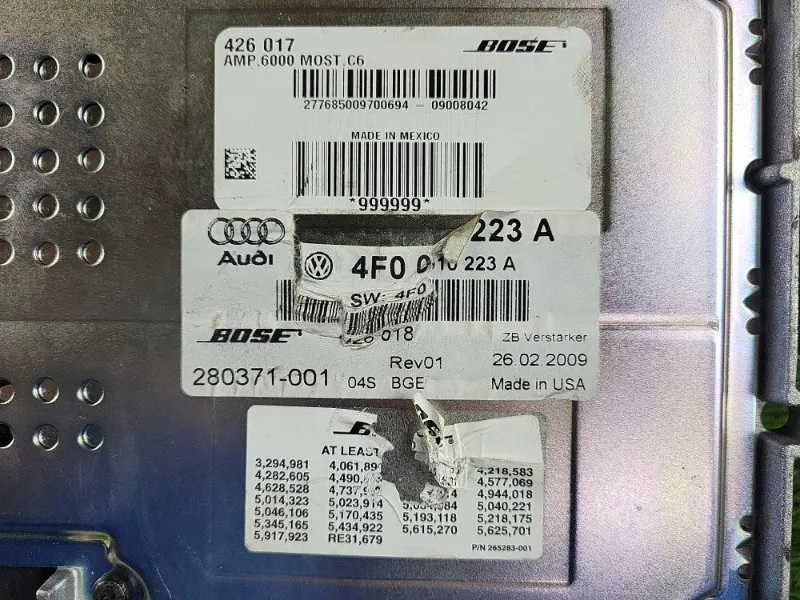 426 017 BOSE
AMP.6000 MOST.C6
277685009700694 - 09008042
MADE IN MEXICO
*999999*
223 A
Audi 4F0 223 A
SW: 4F0
BOSE 018 ZB Verstärker
Rev01 26.02.2009
280371-001 04S BGE Made in USA
AT LEAST
3,294,981 4,218,583
4,282,605 4,577,069
4,628,528 4,944,018
5,014,323 5,023,914 5,040,221
5,046,106 5,170,435 5,193,118 5,218,175
5,345,165 5,434,922 5,615,270 5,625,701
5,917,923 RE31,679 P/N 265283-001